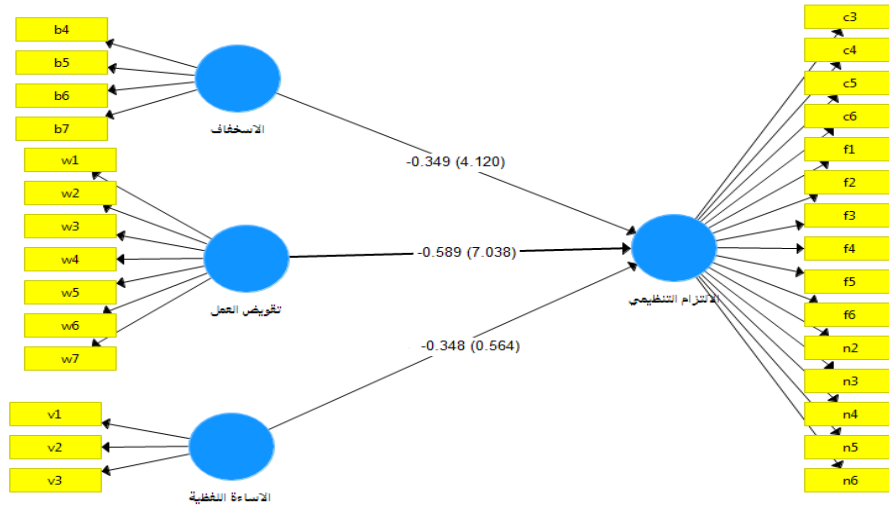 b4
b5
b6
b7
الاسخفاف
w1
w2
w3
w4
w5
w6
w7
تقويض العمل
v1
v2
v3
الاساءة اللفظية
-0.349 (4.120)
-0.589 (7.038)
-0.348 (0.564)
الالتزام التنظيمي
c3
c4
c5
c6
f1
f2
f3
f4
f5
f6
n2
n3
n4
n5
n6